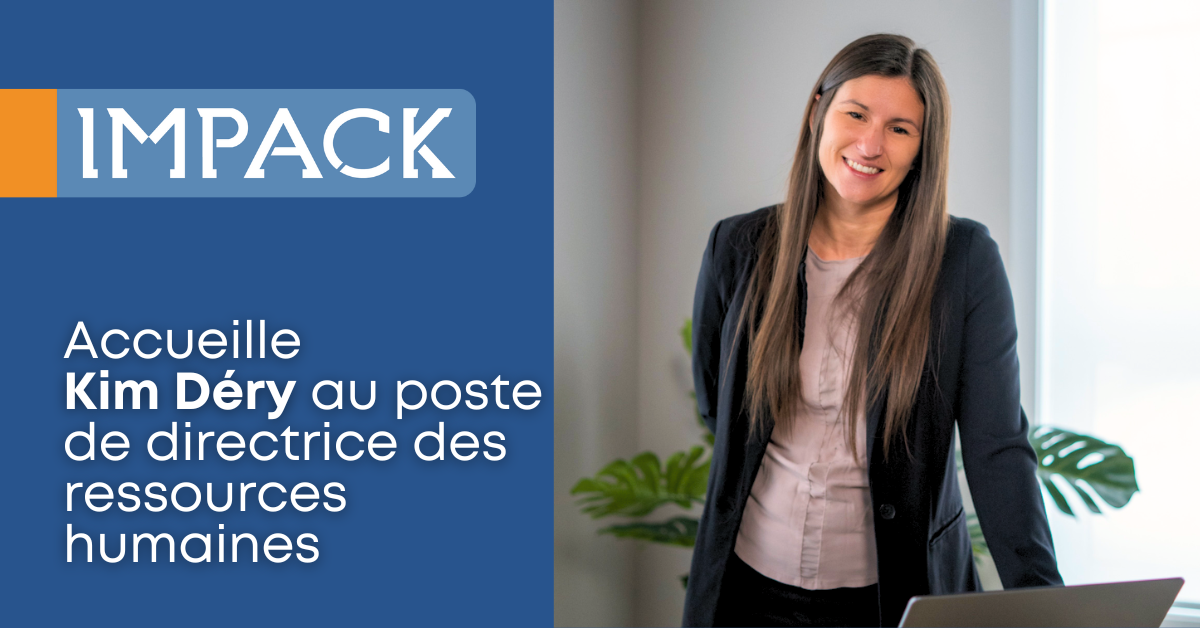 IMPACK
Accueille
Kim Déry au poste
de directrice des
ressources
humaines